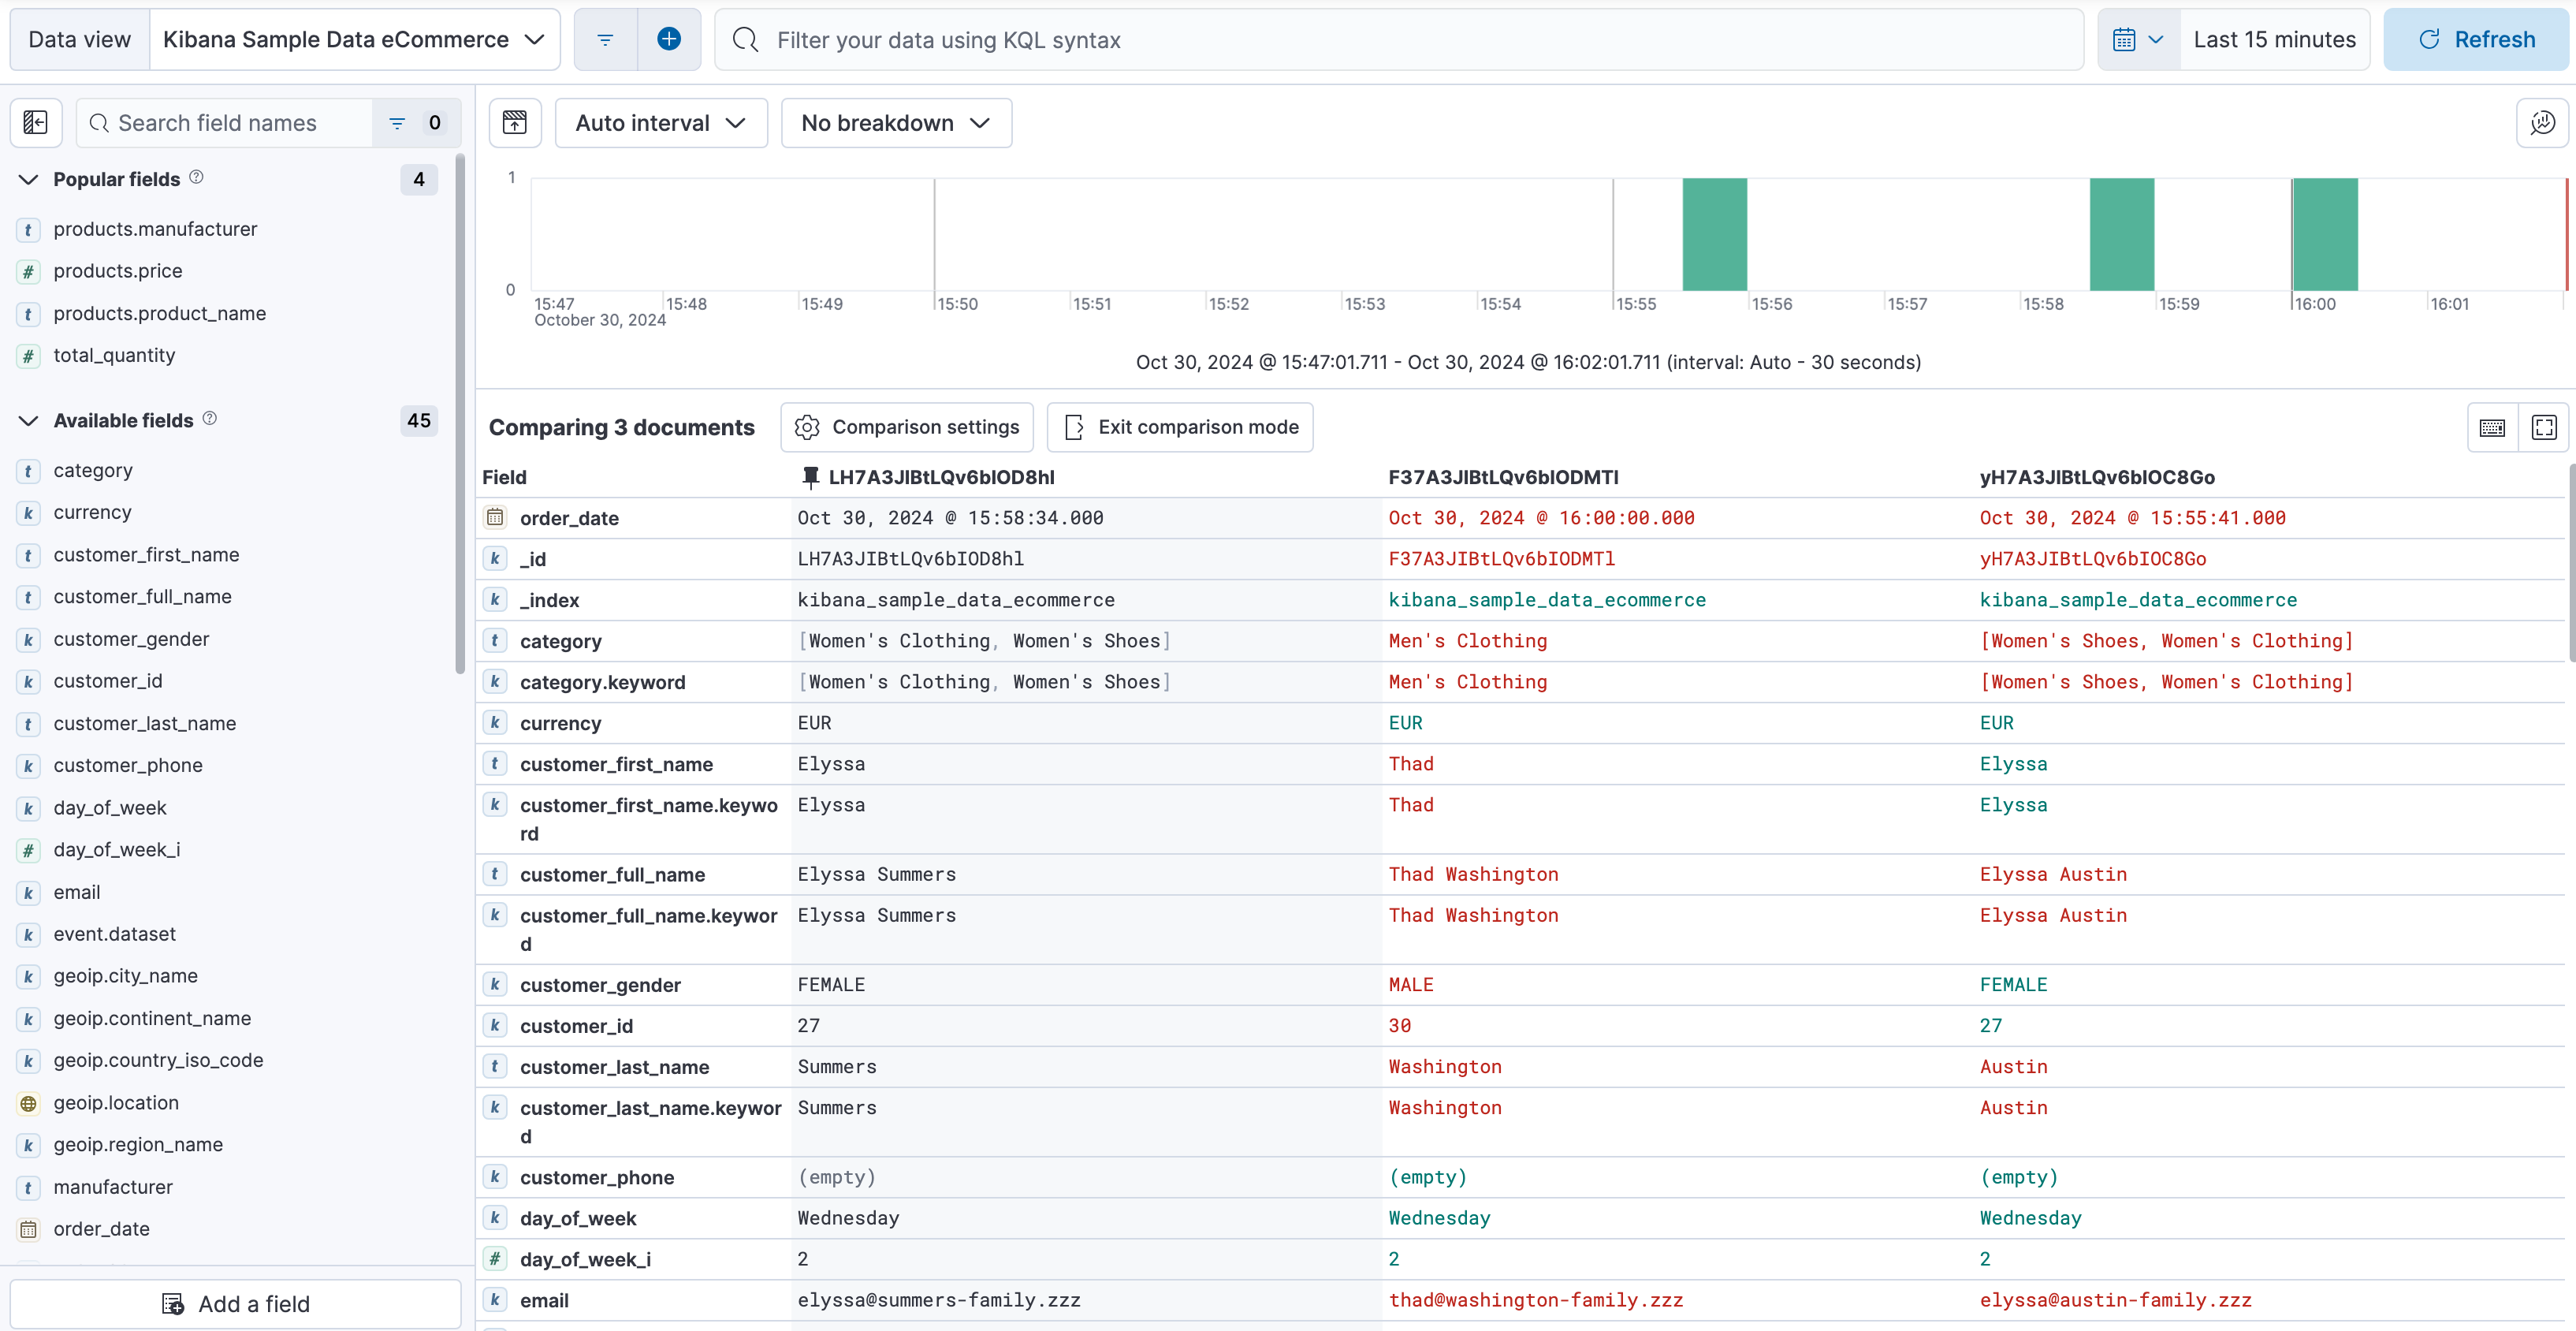 Data view Kibana Sample Data eCommerce Filter your data using KQL syntax Last 15 minutes Refresh
Search field names 0 Auto interval No breakdown
Popular fields 4
products.manufacturer
products.price
products.product_name
total_quantity
Available fields 45
category
currency
customer_first_name
customer_full_name
customer_gender
customer_id
customer_last_name
customer_phone
day_of_week
day_of_week_i
email
event.dataset
geoip.city_name
geoip.continent_name
geoip.country_iso_code
geoip.location
geoip.region_name
manufacturer
order_date
Add a field
1
0
15:47 15:48 15:49 15:50 15:51 15:52 15:53 15:54 15:55 15:56 15:57 15:58 15:59 16:00 16:01
October 30, 2024
Oct 30, 2024 @ 15:47:01.711 - Oct 30, 2024 @ 16:02:01.711 (interval: Auto - 30 seconds)
Comparing 3 documents Comparison settings Exit comparison mode
Field LH7A3JIBtLQv6bIOD8hl F37A3JIBtLQv6bIODMTl yH7A3JIBtLQv6bIOC8Go
order_date Oct 30, 2024 @ 15:58:34.000 Oct 30, 2024 @ 16:00:00.000 Oct 30, 2024 @ 15:55:41.000
k _id LH7A3JIBtLQv6bIOD8hl F37A3JIBtLQv6bIODMTl yH7A3JIBtLQv6bIOC8Go
k _index kibana_sample_data_ecommerce kibana_sample_data_ecommerce kibana_sample_data_ecommerce
t category [Women's Clothing, Women's Shoes] Men's Clothing [Women's Shoes, Women's Clothing]
k category.keyword [Women's Clothing, Women's Shoes] Men's Clothing [Women's Shoes, Women's Clothing]
k currency EUR EUR EUR
t customer_first_name Elyssa Thad Elyssa
k customer_first_name.keywo Elyssa Thad Elyssa
rd
t customer_full_name Elyssa Summers Thad Washington Elyssa Austin
k customer_full_name.keywor Elyssa Summers Thad Washington Elyssa Austin
d
k customer_gender FEMALE MALE FEMALE
k customer_id 27 30 27
t customer_last_name Summers Washington Austin
k customer_last_name.keywor Summers Washington Austin
d
k customer_phone (empty) (empty) (empty)
k day_of_week Wednesday Wednesday Wednesday
# day_of_week_i 2 2 2
k email elyssa@summers-family.zzz thad@washington-family.zzz elyssa@austin-family.zzz